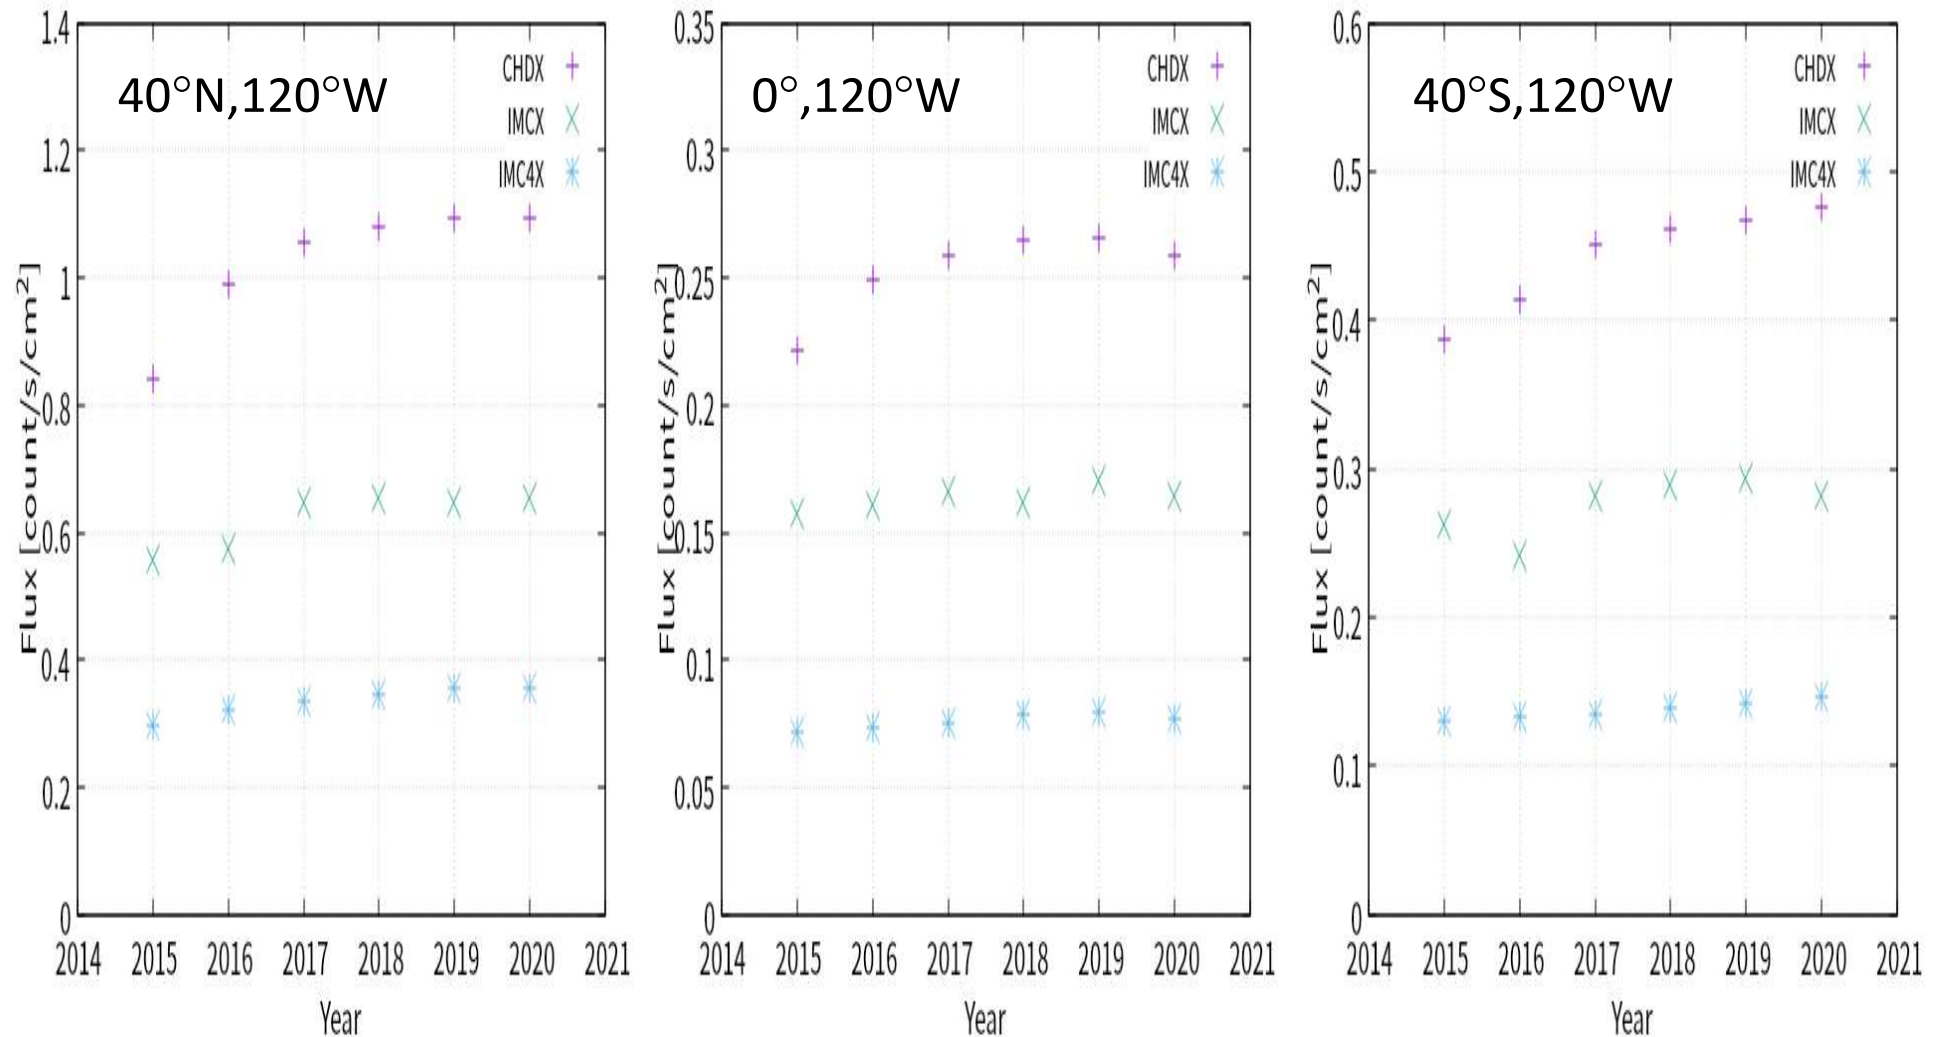 40°N,120°W
CHDX
IMCX
IMC4X
1.4
1.2
1
0.8
0.6
0.4
0.2
0
Flux [count/s/cm²]
2014 2015 2016 2017 2018 2019 2020 2021
Year
0°,120°W
CHDX
IMCX
IMC4X
0.35
0.3
0.25
0.2
0.15
0.1
0.05
0
Flux [count/s/cm²]
2014 2015 2016 2017 2018 2019 2020 2021
Year
40°S,120°W
CHDX
IMCX
IMC4X
0.6
0.5
0.4
0.3
0.2
0.1
0
Flux [count/s/cm²]
2014 2015 2016 2017 2018 2019 2020 2021
Year